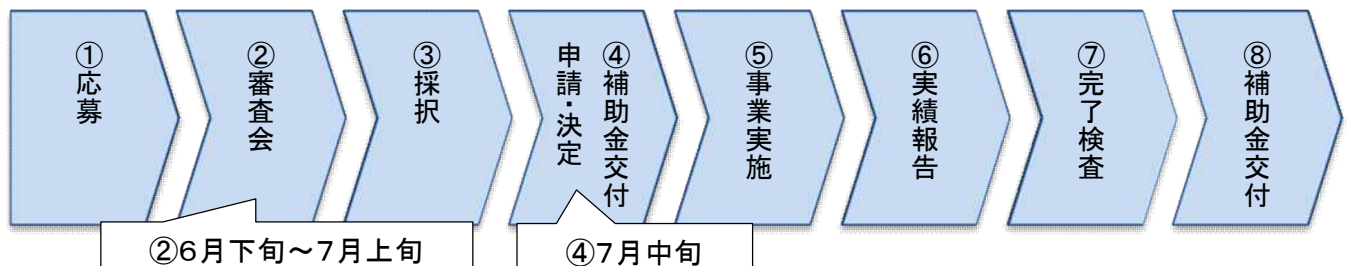 ①応募
②審査会
③採択
④補助金交付
申請・決定
⑤事業実施
⑥実績報告
⑦完了検査
⑧補助金交付
②6月下旬～7月上旬
④7月中旬